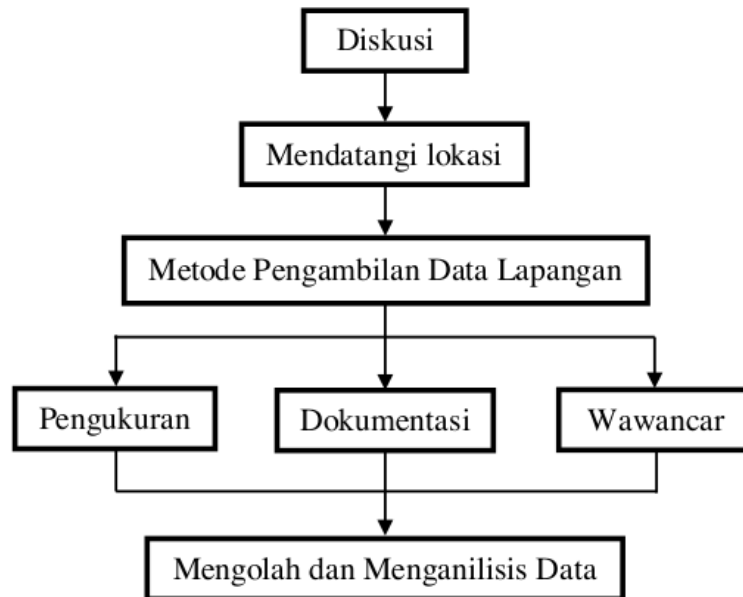 Diskusi
Mendatangi lokasi
Metode Pengambilan Data Lapangan
Pengukuran
Dokumentasi
Wawancar
Mengolah dan Menganilisis Data